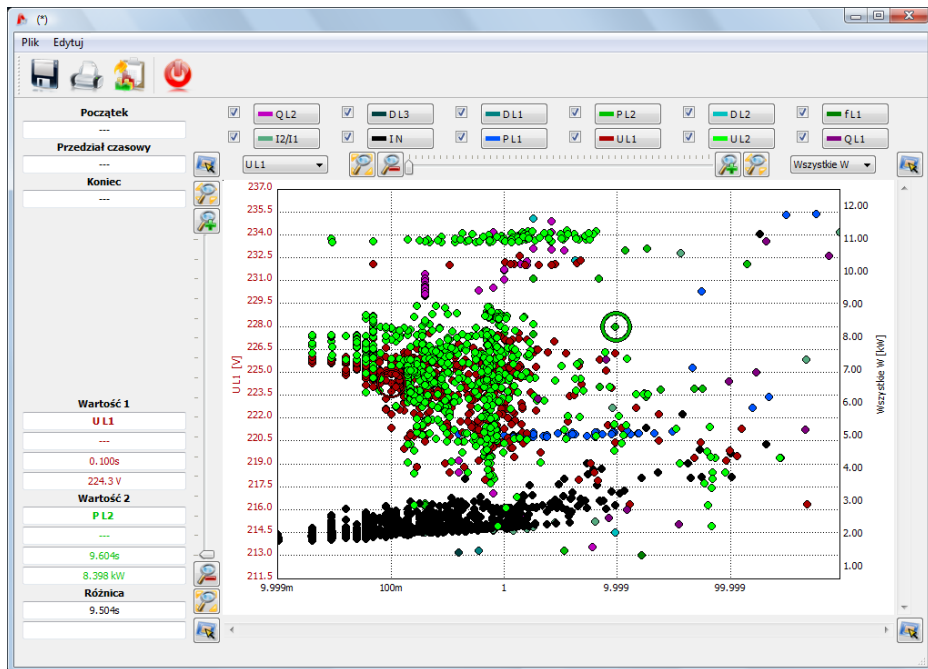 (*)
Plik Edytuj
Początek
---
Przedział czasowy
---
Koniec
---
Q L2 D L3 D L1 P L2 D L2 f L1
I2/I1 I N P L1 U L1 U L2 Q L1
U L1 Wszystkie W
237.0
235.5
234.0
232.5
231.0
229.5
228.0
226.5
225.0
223.5
222.0
220.5
219.0
217.5
216.0
214.5
213.0
211.5
U L1 [V]
12.00
11.00
10.00
9.00
8.00
7.00
6.00
5.00
4.00
3.00
2.00
1.00
Wszystkie W [kW]
9.999m 100m 1 9.999 99.999
Wartość 1
U L1
---
0.100s
224.3 V
Wartość 2
P L2
---
9.604s
8.398 kW
Różnica
9.504s